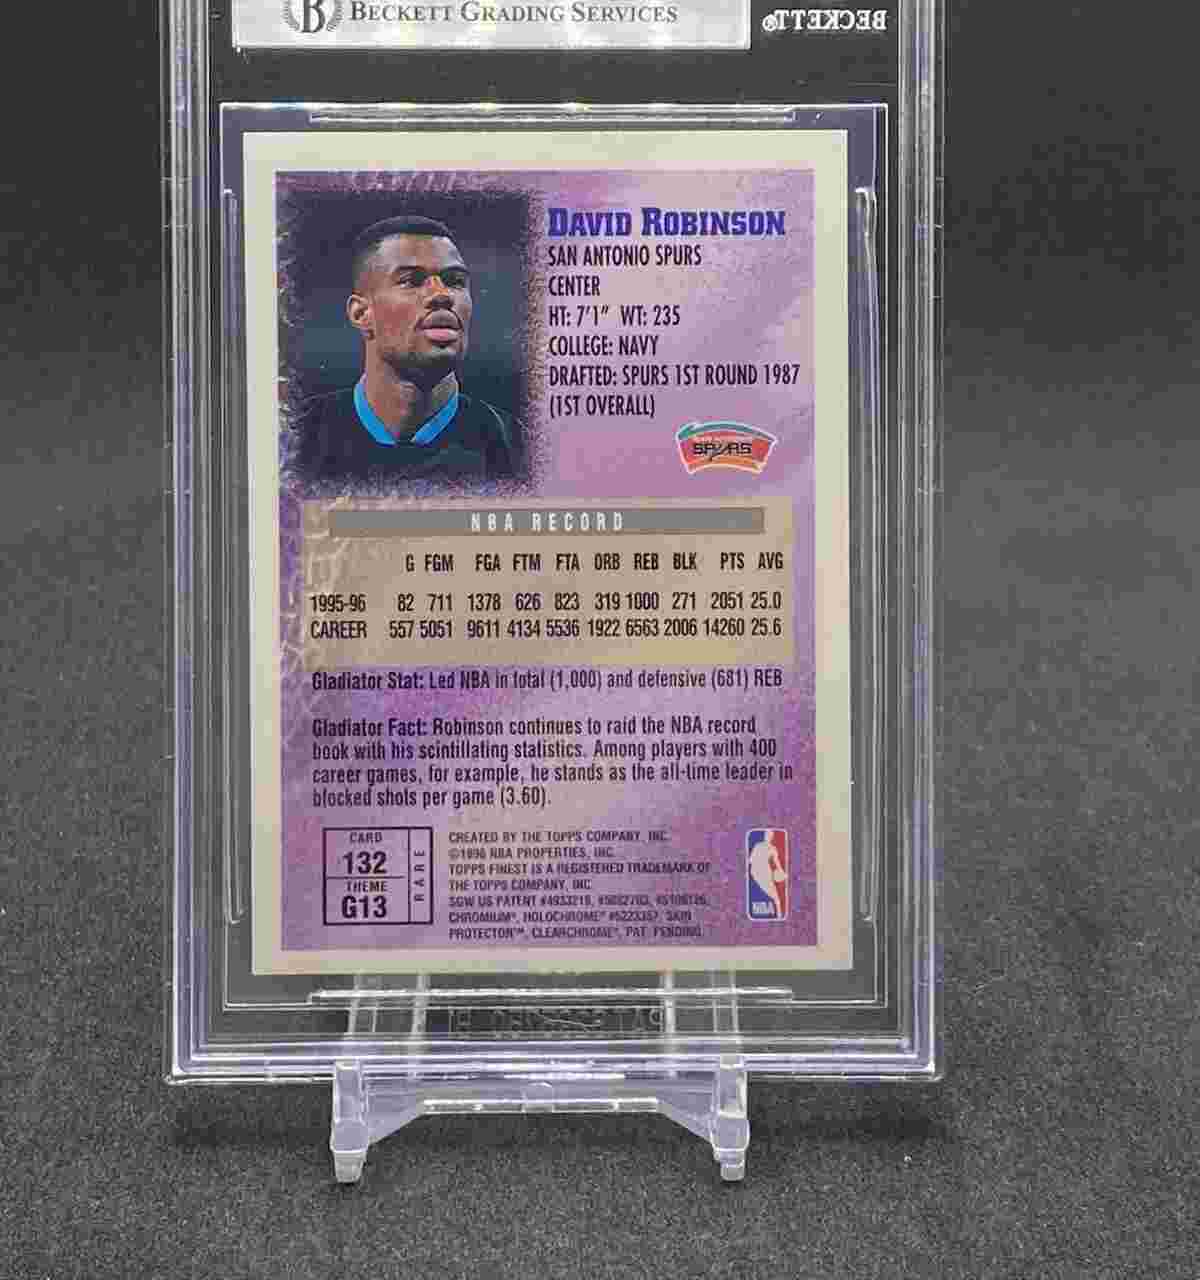 BECKETT GRADING SERVICES
BECKETT®
DAVID ROBINSON
SAN ANTONIO SPURS
CENTER
HT: 7'1" WT: 235
COLLEGE: NAVY
DRAFTED: SPURS 1ST ROUND 1987
(1ST OVERALL)
SPURS
NBA RECORD
G FGM FGA FTM FTA ORB REB BLK PTS AVG
1995-96 82 711 1378 626 823 319 1000 271 2051 25.0
CAREER 557 5051 9611 4134 5536 1922 6563 2006 14260 25.6
Gladiator Stat: Led NBA in total (1,000) and defensive (681) REB
Gladiator Fact: Robinson continues to raid the NBA record
book with his scintillating statistics. Among players with 400
career games, for example, he stands as the all-time leader in
blocked shots per game (3.60).
CARD
132
THEME
G13
RARE
CREATED BY THE TOPPS COMPANY, INC.
©1996 NBA PROPERTIES, INC.
TOPPS FINEST IS A REGISTERED TRADEMARK OF
THE TOPPS COMPANY, INC.
SGW US PATENT
CHROMIUM®, HOLOCHROME® #5223357, SKIN
PROTECTOR™, CLEARCHROME®, PAT. PENDING.
NBA